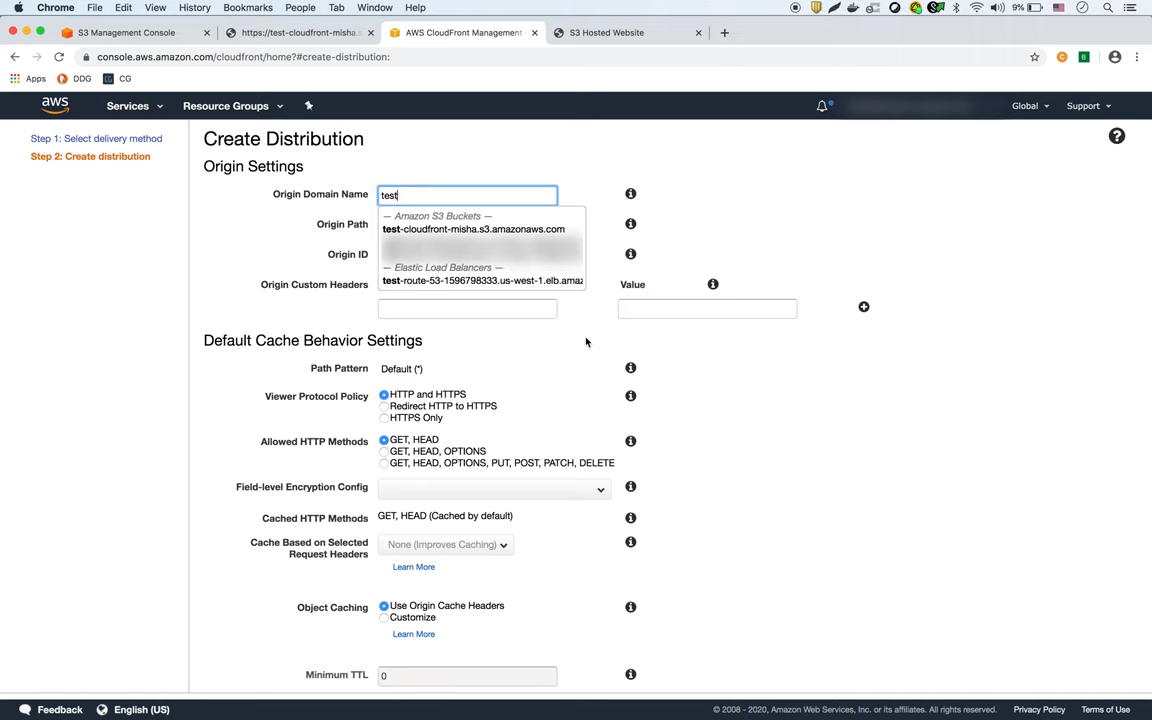 Chrome File Edit View History Bookmarks People Tab Window Help 9%
S3 Management Console × https://test-cloudfront-misha.s × AWS CloudFront Management × S3 Hosted Website × +
console.aws.amazon.com/cloudfront/home?#create-distribution:
Apps DDG CG
aws Services Resource Groups Global Support
Step 1: Select delivery method
Step 2: Create distribution
Create Distribution
Origin Settings
Origin Domain Name test
— Amazon S3 Buckets —
test-cloudfront-misha.s3.amazonaws.com
— Elastic Load Balancers —
test-route-53-1596798333.us-west-1.elb.amaz
Origin Path
Origin ID
Origin Custom Headers Value
Default Cache Behavior Settings
Path Pattern Default (*)
Viewer Protocol Policy HTTP and HTTPS
Redirect HTTP to HTTPS
HTTPS Only
Allowed HTTP Methods GET, HEAD
GET, HEAD, OPTIONS
GET, HEAD, OPTIONS, PUT, POST, PATCH, DELETE
Field-level Encryption Config
Cached HTTP Methods GET, HEAD (Cached by default)
Cache Based on Selected Request Headers None (Improves Caching)
Learn More
Object Caching Use Origin Cache Headers
Customize
Learn More
Minimum TTL 0
Feedback English (US) © 2008 - 2020, Amazon Web Services, Inc. or its affiliates. All rights reserved. Privacy Policy Terms of Use